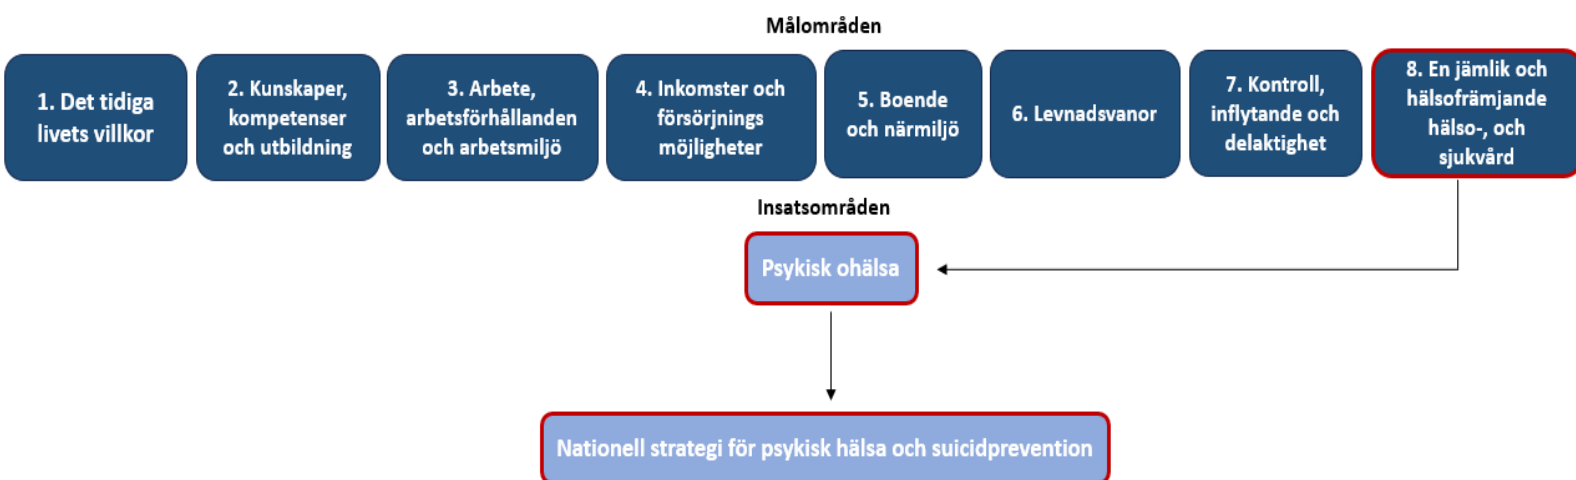 Målområden
1. Det tidiga
livets villkor
2. Kunskaper,
kompetenser
och utbildning
3. Arbete,
arbetsförhållanden
och arbetsmiljö
4. Inkomster och
försörjnings
möjligheter
5. Boende
och närmiljö
6. Levnadsvanor
7. Kontroll,
inflytande och
delaktighet
8. En jämlik och
hälsofrämjande
hälso-, och
sjukvård
Insatsområden
Psykisk ohälsa
Nationell strategi för psykisk hälsa och suicidprevention